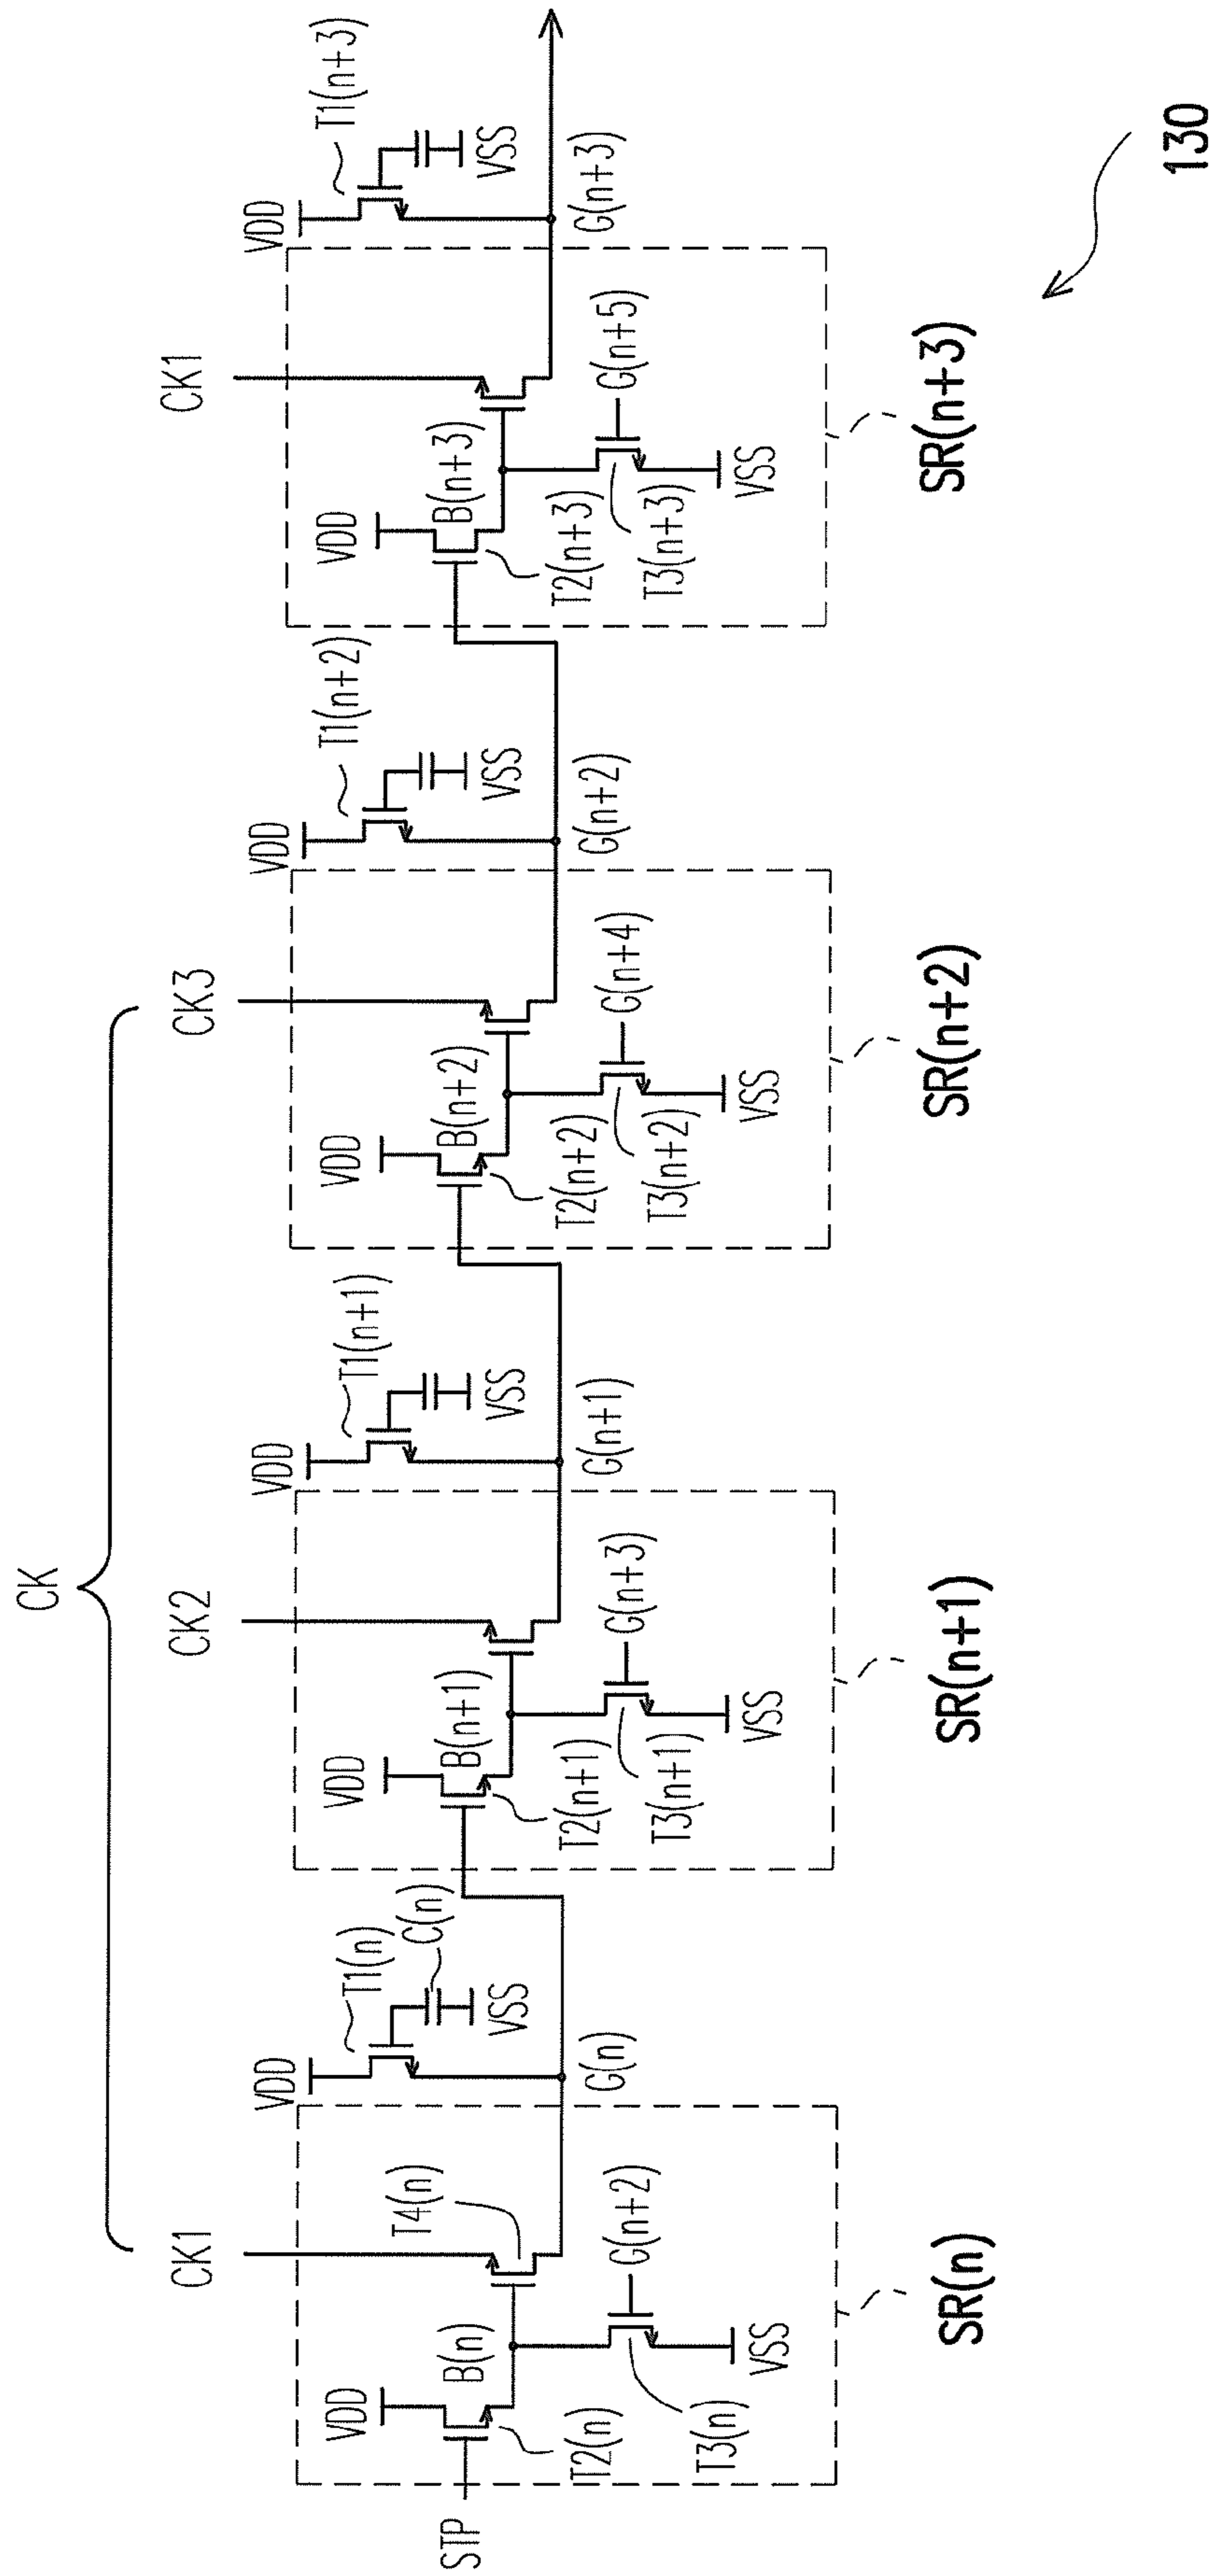 CK
CK1
CK2
CK3
CK1
STP
VDD
B(n)
T2(n)
T3(n)
G(n+2)
VSS
T4(n)
SR(n)
VDD
T1(n)
C(n)
VSS
G(n)
VDD
B(n+1)
T2(n+1)
T3(n+1)
G(n+3)
VSS
SR(n+1)
VDD
T1(n+1)
VSS
G(n+1)
VDD
B(n+2)
T2(n+2)
T3(n+2)
G(n+4)
VSS
SR(n+2)
VDD
T1(n+2)
VSS
G(n+2)
VDD
B(n+3)
T2(n+3)
T3(n+3)
G(n+5)
VSS
SR(n+3)
VDD
T1(n+3)
VSS
G(n+3)
130